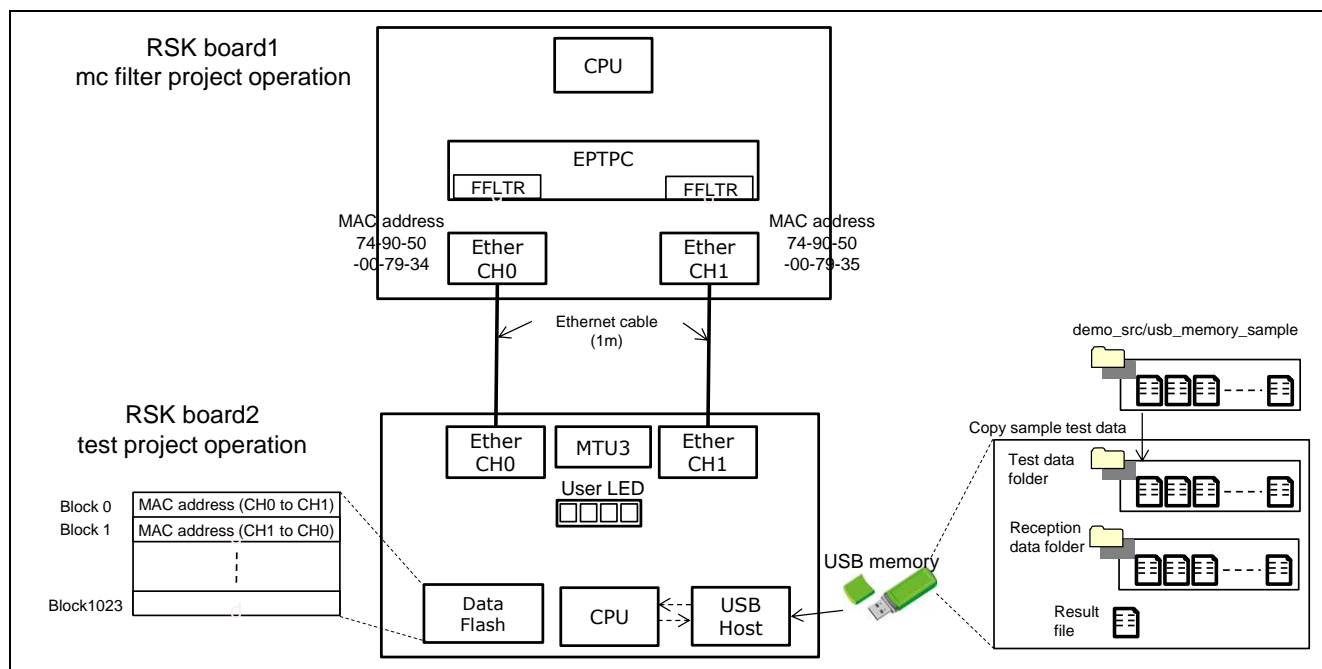 RSK board1
mc filter project operation
CPU
EPTPC
FFLTR
FFLTR
MAC address
74-90-50
-00-79-34
Ether
CH0
Ether
CH1
MAC address
74-90-50
-00-79-35
Ethernet cable
(1m)
demo_src/usb_memory_sample
RSK board2
test project operation
Ether
CH0
MTU3
Ether
CH1
User LED
Copy sample test data
Test data
folder
Reception
data folder
Result
file
Block 0
MAC address (CH0 to CH1)
Block 1
MAC address (CH1 to CH0)
Block1023
Data
Flash
CPU
USB
Host
USB memory